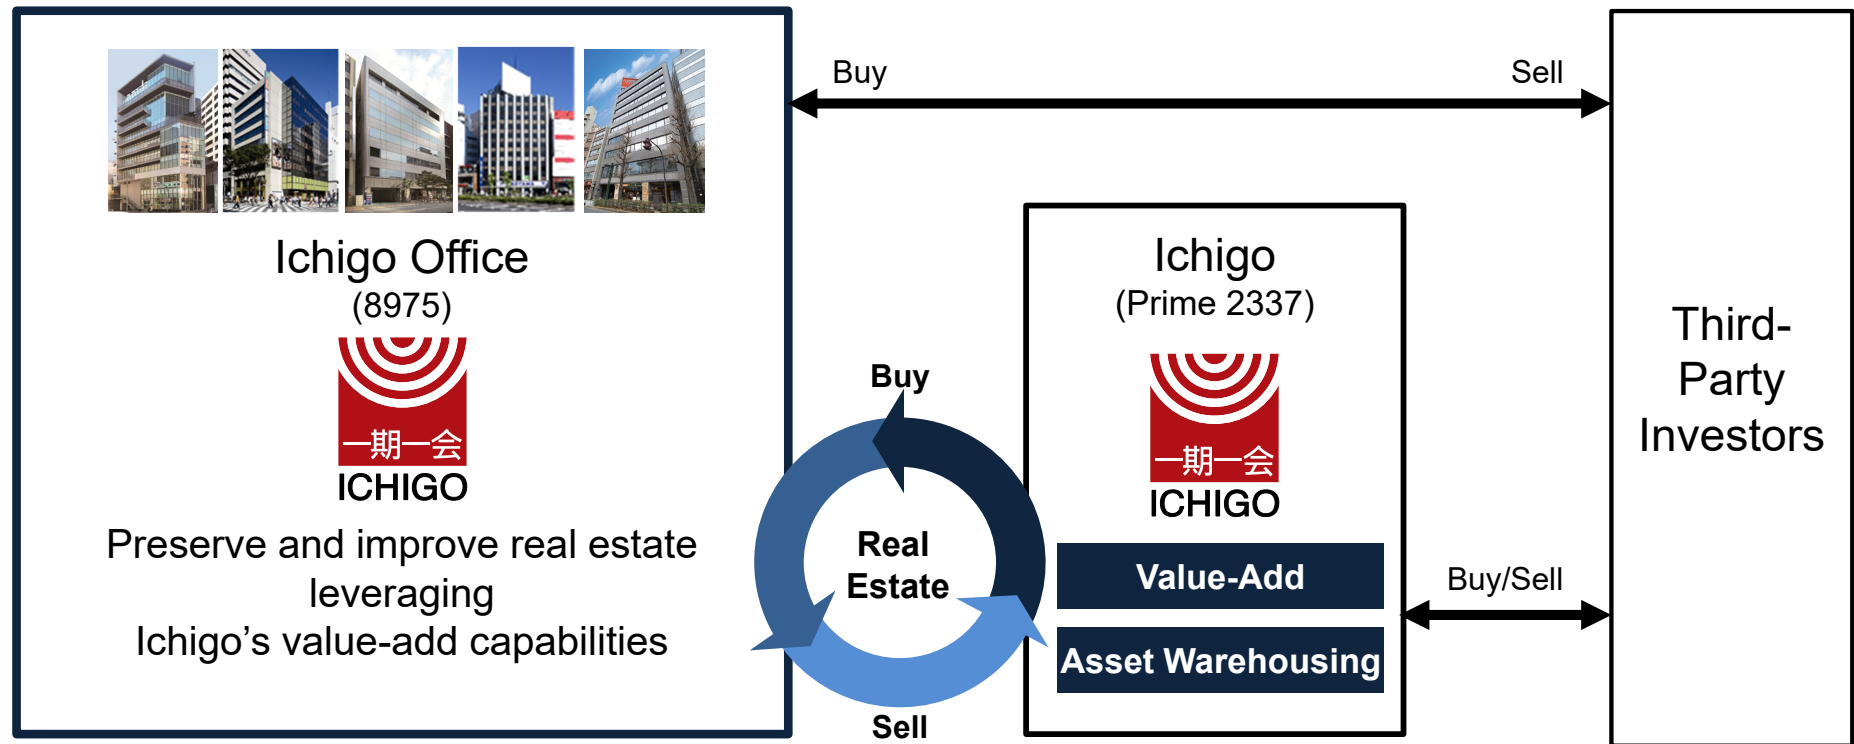 Buy
Sell
Ichigo Office
(8975)
一期一会
ICHIGO
Preserve and improve real estate
leveraging
Ichigo’s value-add capabilities
Buy
Real
Estate
Sell
Ichigo
(Prime 2337)
一期一会
ICHIGO
Value-Add
Asset Warehousing
Buy/Sell
Third-
Party
Investors